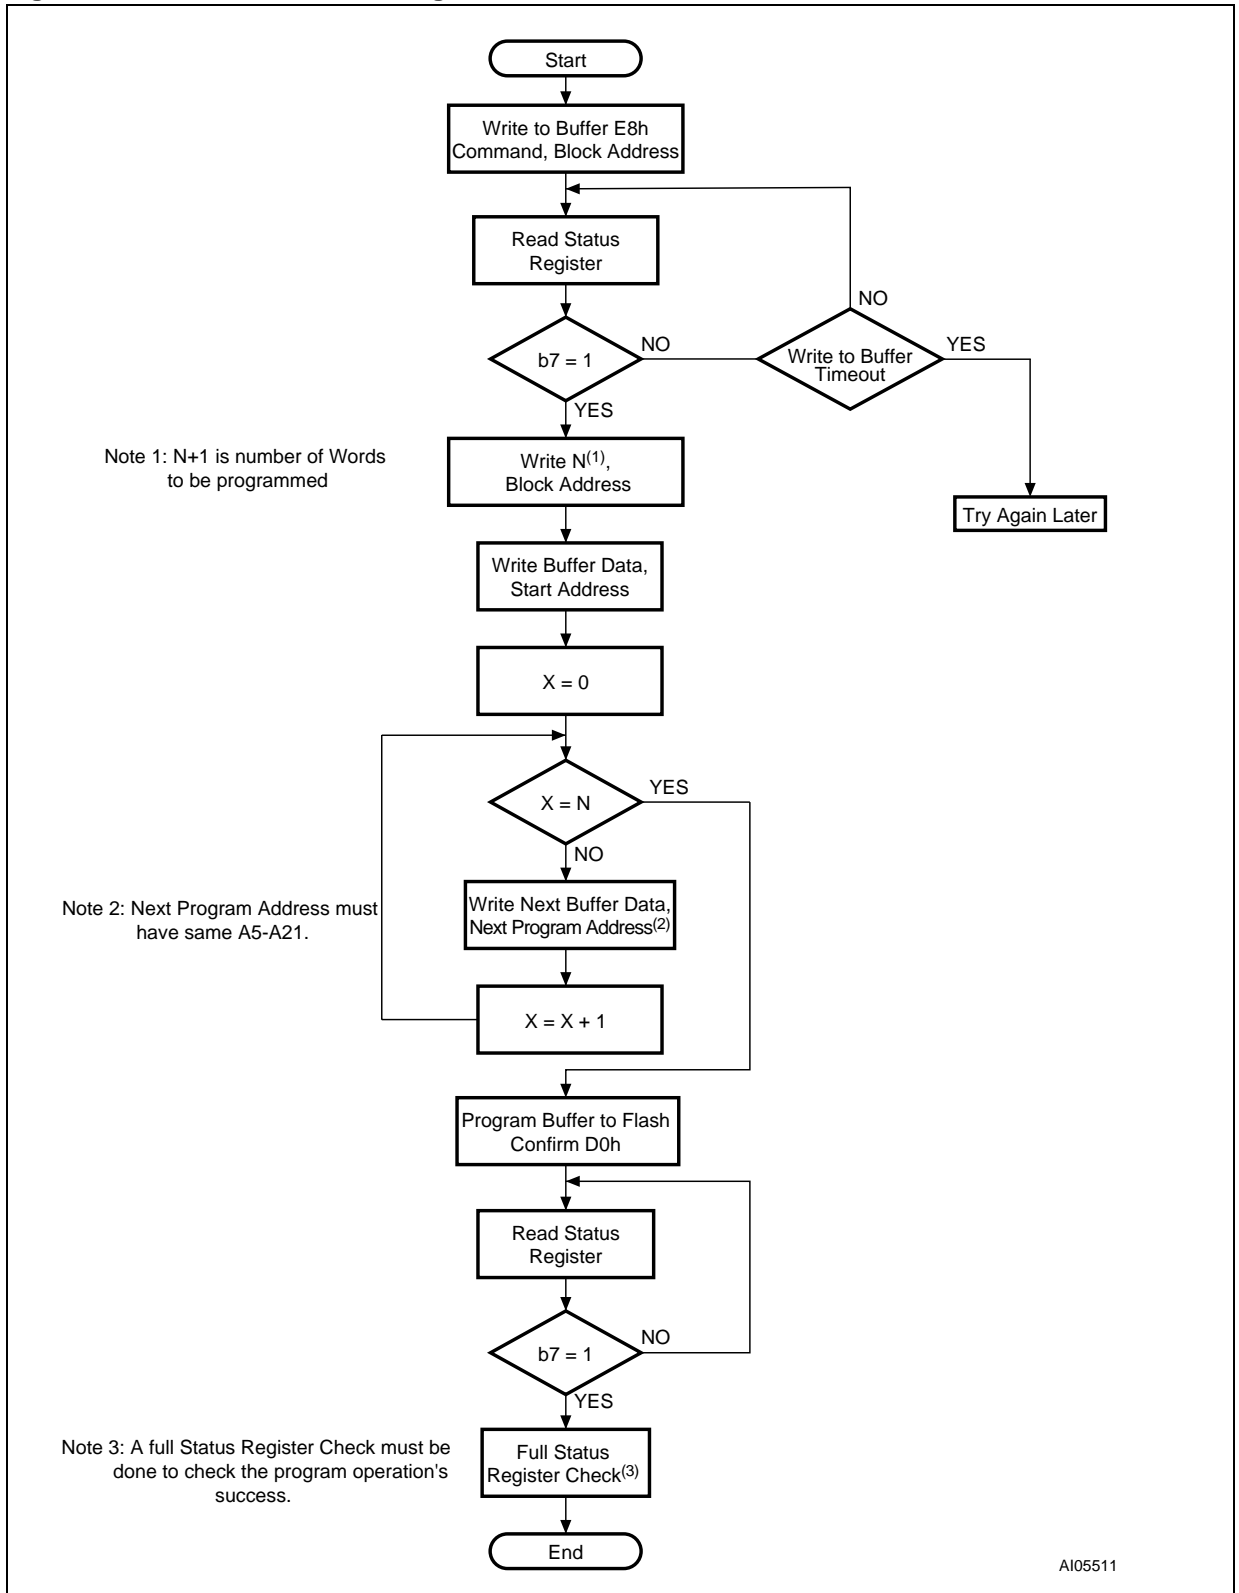 Start
Write to Buffer E8h
Command, Block Address
Read Status
Register
NO
b7 = 1
NO
Write to Buffer
Timeout
YES
YES
Note 1: N+1 is number of Words
to be programmed
Write N(1),
Block Address
Try Again Later
Write Buffer Data,
Start Address
X = 0
X = N
YES
NO
Note 2: Next Program Address must
have same A5-A21.
Write Next Buffer Data,
Next Program Address(2)
X = X + 1
Program Buffer to Flash
Confirm D0h
Read Status
Register
b7 = 1
NO
YES
Note 3: A full Status Register Check must be
done to check the program operation's
success.
Full Status
Register Check(3)
End
AI05511